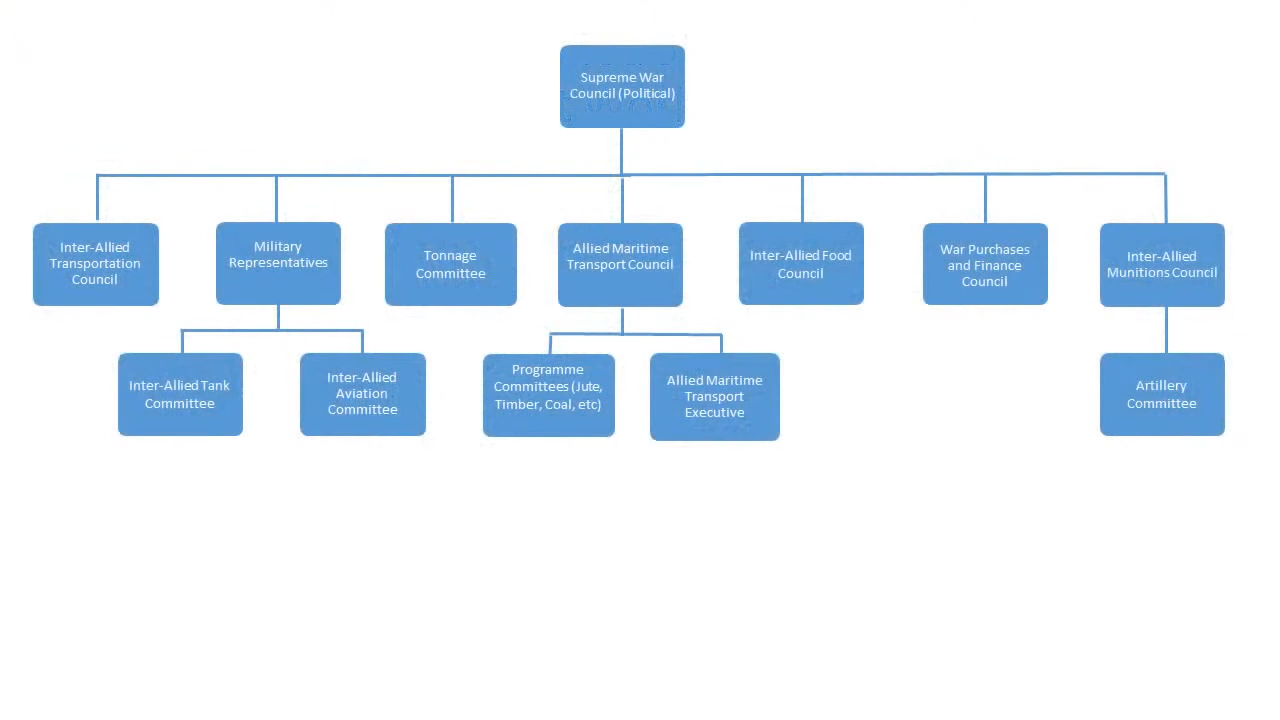 Supreme War
Council (Political)
Inter-Allied
Transportation
Council
Military
Representatives
Tonnage
Committee
Allied Maritime
Transport Council
Inter-Allied Food
Council
War Purchases
and Finance
Council
Inter-Allied
Munitions Council
Inter-Allied Tank
Committee
Inter-Allied
Aviation
Committee
Programme
Committees (Jute,
Timber, Coal, etc)
Allied Maritime
Transport
Executive
Artillery
Committee